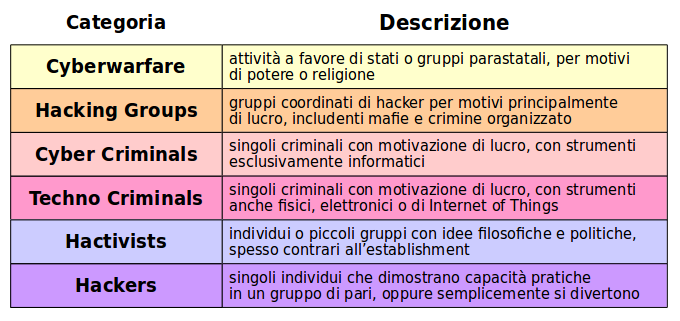 Categoria Descrizione
Cyberwarfare
attività a favore di stati o gruppi parastatali, per motivi
di potere o religione
Hacking Groups
gruppi coordinati di hacker per motivi principalmente
di lucro, includenti mafie e crimine organizzato
Cyber Criminals
singoli criminali con motivazione di lucro, con strumenti
esclusivamente informatici
Techno Criminals
singoli criminali con motivazione di lucro, con strumenti
anche fisici, elettronici o di Internet of Things
Hactivists
individui o piccoli gruppi con idee filosofiche e politiche,
spesso contrari all'establishment
Hackers
singoli individui che dimostrano capacità pratiche
in un gruppo di pari, oppure semplicemente si divertono